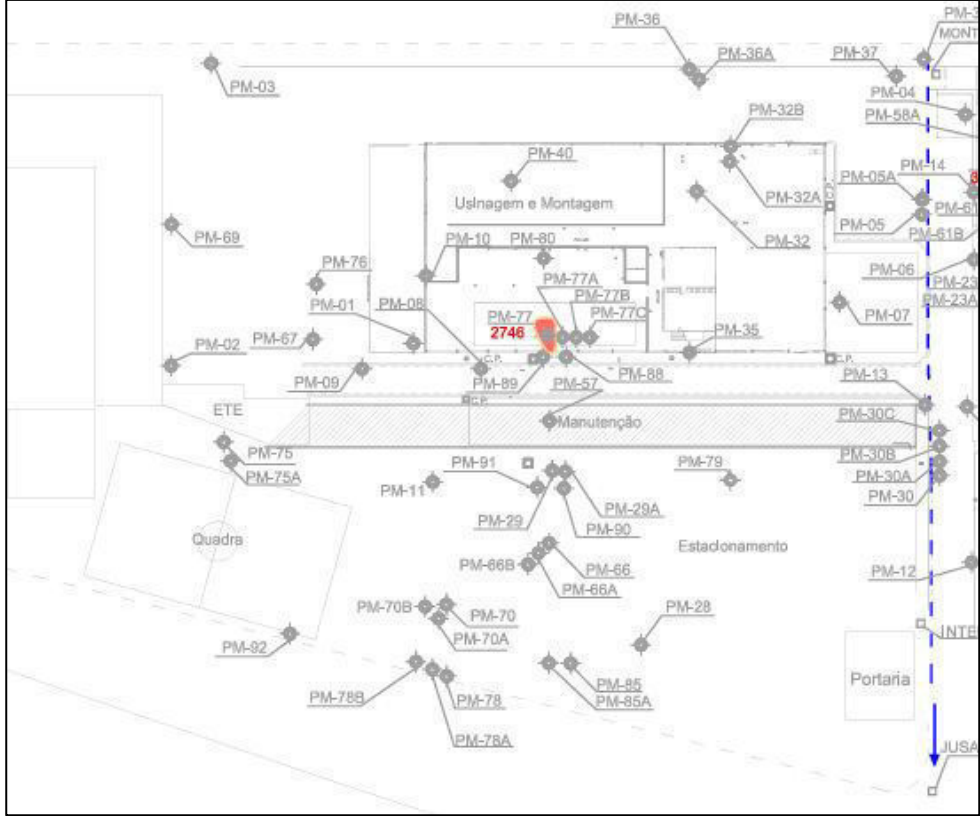 PM-3
PM-36
MONT
PM-36A
PM-37
PM-03
PM-04
PM-32B
PM-58A
PM-40
PM-14
3
PM-05A
PM-32A
C.P.
Usinagem e Montagem
PM-61
PM-05
PM-61B
PM-69
PM-10
PM-80
PM-32
PM-76
PM-06
PM-77A
PM-23
PM-77B
PM-23A
PM-01
PM-08
PM-77
PM-77C
PM-07
2746
PM-35
PM-67
PM-02
C.P.
C.P.
PM-09
PM-89
PM-57
PM-88
PM-13
C.P.
ETE
Manutenção
PM-30C
PM-75
PM-30B
PM-91
PM-79
PM-75A
PM-11
PM-30A
PM-30
PM-29
PM-29A
PM-90
Quadra
Estacionamento
PM-66B
PM-66
PM-12
PM-66A
PM-70B
PM-70
PM-28
PM-70A
INTE
PM-92
Portaria
PM-85
PM-78B
PM-78
PM-85A
PM-78A
JUSA